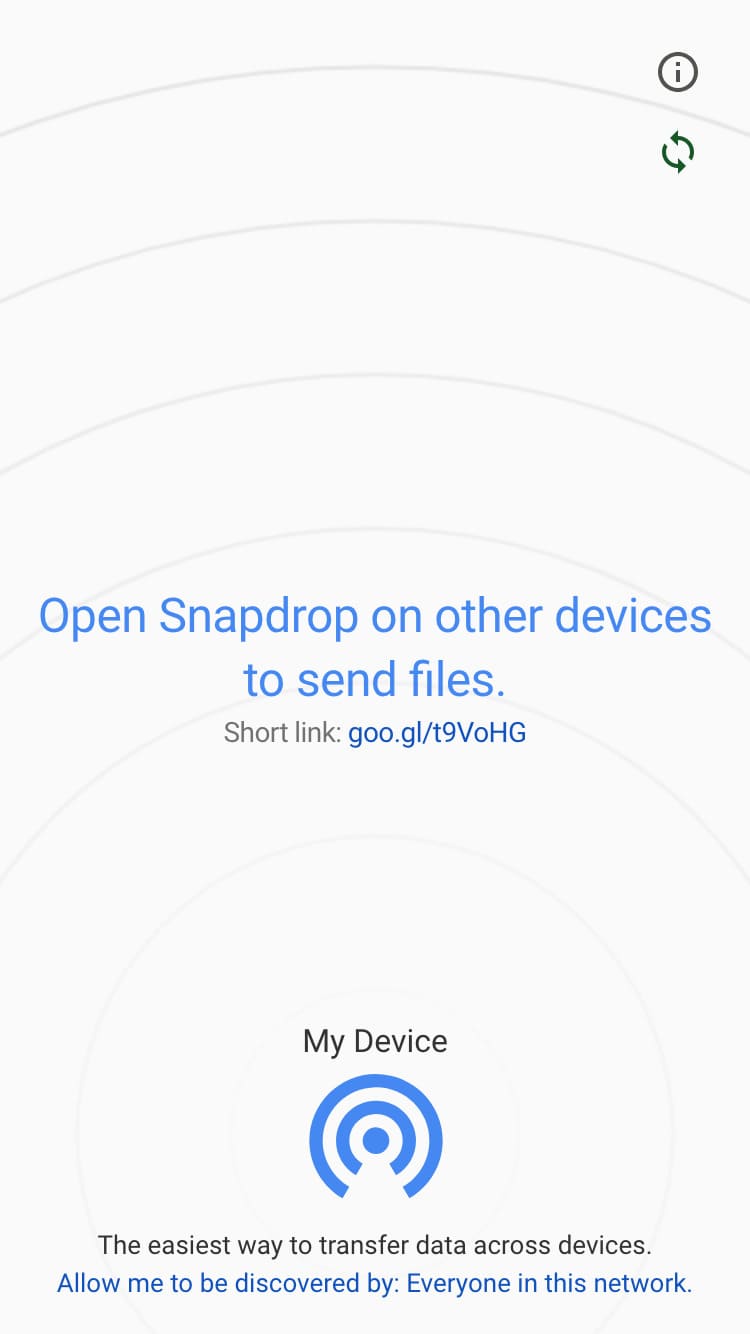 Open Snapdrop on other devices
to send files.
Short link: goo.gl/t9VoHG
My Device
The easiest way to transfer data across devices.
Allow me to be discovered by: Everyone in this network.